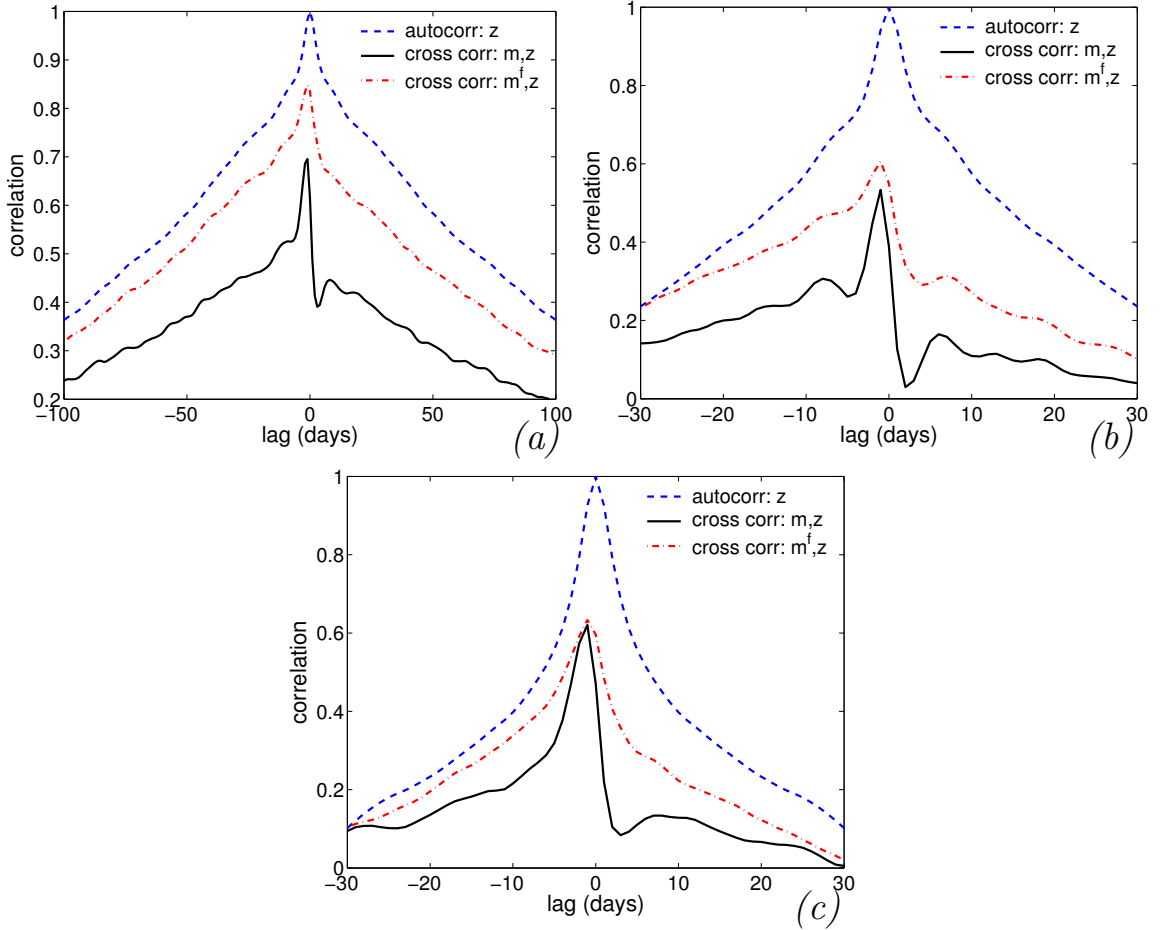 1
0.9
0.8
0.7
0.6
0.5
0.4
0.3
0.2
−100
−50
0
50
100
correlation
lag (days)
autocorr: z
cross corr: m,z
cross corr: m^f,z
(a)
1
0.8
0.6
0.4
0.2
0
−30
−20
−10
0
10
20
30
correlation
lag (days)
autocorr: z
cross corr: m,z
cross corr: m^f,z
(b)
1
0.8
0.6
0.4
0.2
0
−30
−20
−10
0
10
20
30
correlation
lag (days)
autocorr: z
cross corr: m,z
cross corr: m^f,z
(c)